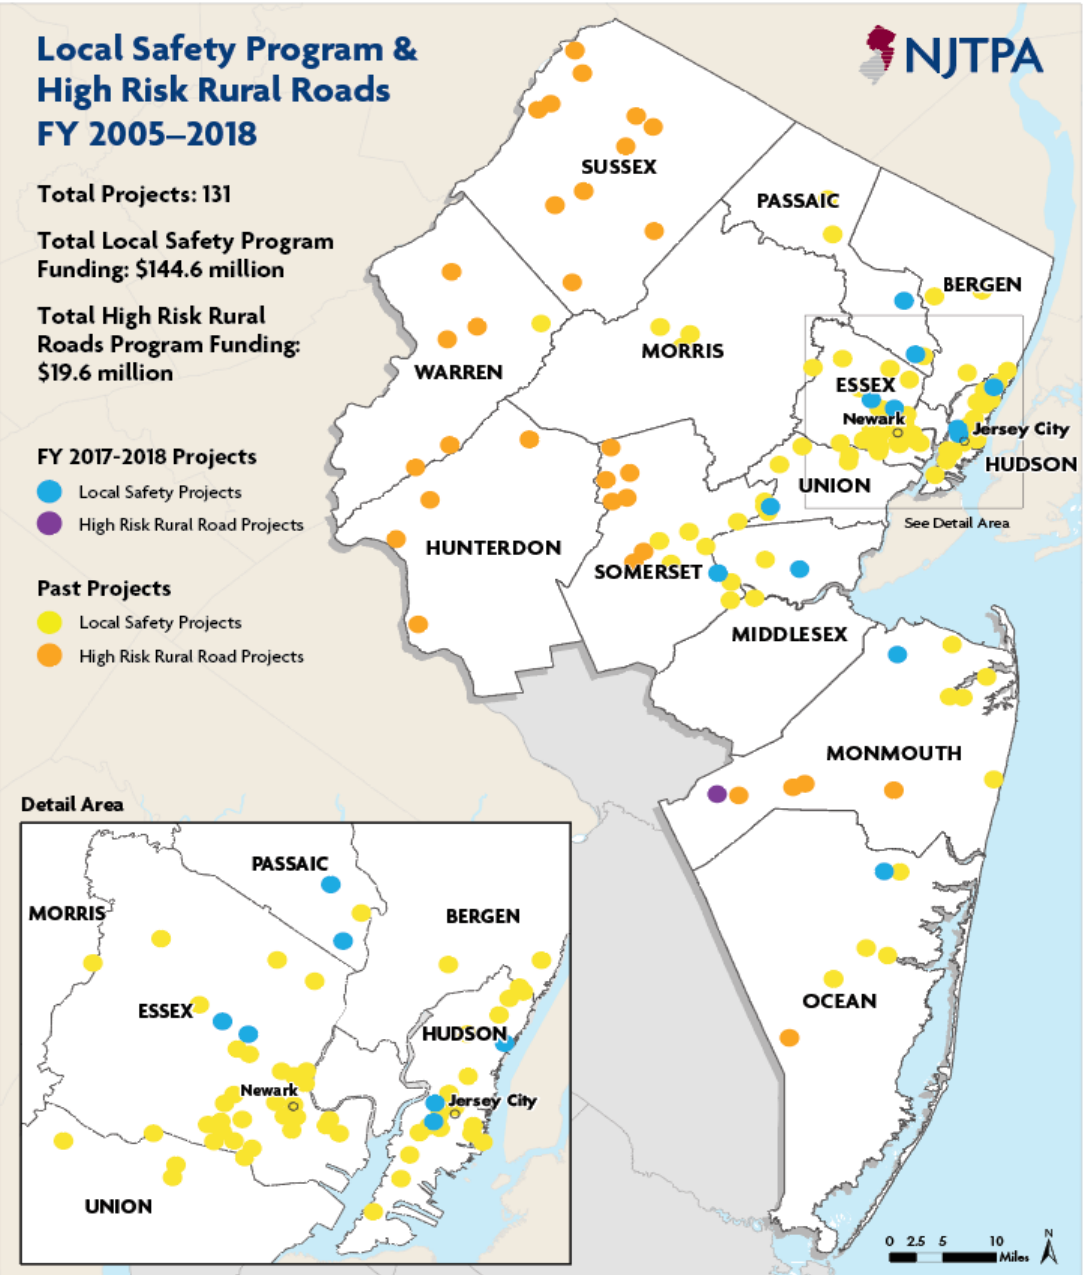 Local Safety Program &
High Risk Rural Roads
FY 2005–2018
NJTPA
Total Projects: 131
Total Local Safety Program
Funding: $144.6 million
Total High Risk Rural
Roads Program Funding:
$19.6 million
FY 2017-2018 Projects
Local Safety Projects
High Risk Rural Road Projects
Past Projects
Local Safety Projects
High Risk Rural Road Projects
SUSSEX
PASSAIC
BERGEN
WARREN
MORRIS
ESSEX
Newark
Jersey City
HUDSON
UNION
See Detail Area
HUNTERDON
SOMERSET
MIDDLESEX
MONMOUTH
OCEAN
Detail Area
PASSAIC
MORRIS
BERGEN
ESSEX
HUDSON
Newark
Jersey City
UNION
0 2.5 5 10
Miles
N